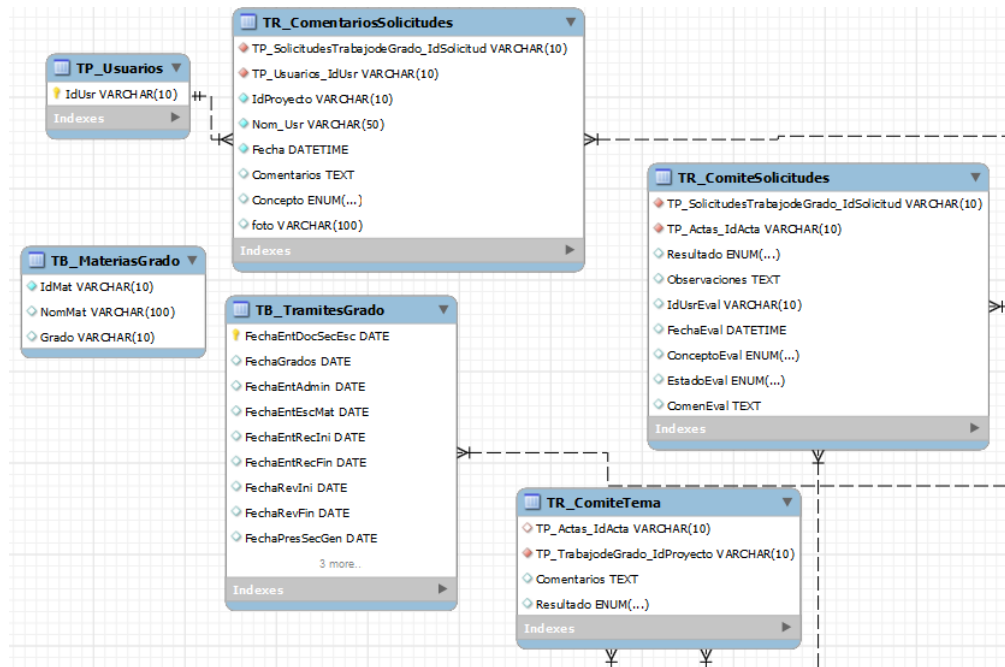 TR_ComentariosSolicitudes
TP_SolicitudesTrabajodeGrado_IdSolicitud VARCHAR(10)
TP_Usuarios_IdUsr VARCHAR(10)
IdProyecto VARCHAR(10)
Nom_Usr VARCHAR(50)
Fecha DATETIME
Comentarios TEXT
Concepto ENUM(...)
foto VARCHAR(100)
Indexes
TP_Usuarios
IdUsr VARCHAR(10)
Indexes
TR_ComiteSolicitudes
TP_SolicitudesTrabajodeGrado_IdSolicitud VARCHAR(10)
TP_Actas_IdActa VARCHAR(10)
Resultado ENUM(...)
Observaciones TEXT
IdUsrEval VARCHAR(10)
FechaEval DATETIME
ConceptoEval ENUM(...)
EstadoEval ENUM(...)
ComenEval TEXT
Indexes
TB_MateriasGrado
IdMat VARCHAR(10)
NomMat VARCHAR(100)
Grado VARCHAR(10)
TB_TramitesGrado
FechaEntDocSecEsc DATE
FechaGrados DATE
FechaEntAdmin DATE
FechaEntEscMat DATE
FechaEntRecIni DATE
FechaEntRecFin DATE
FechaRevIni DATE
FechaRevFin DATE
FechaPresSecGen DATE
3 more..
Indexes
TR_ComiteTema
TP_Actas_IdActa VARCHAR(10)
TP_TrabajodeGrado_IdProyecto VARCHAR(10)
Comentarios TEXT
Resultado ENUM(...)
Indexes